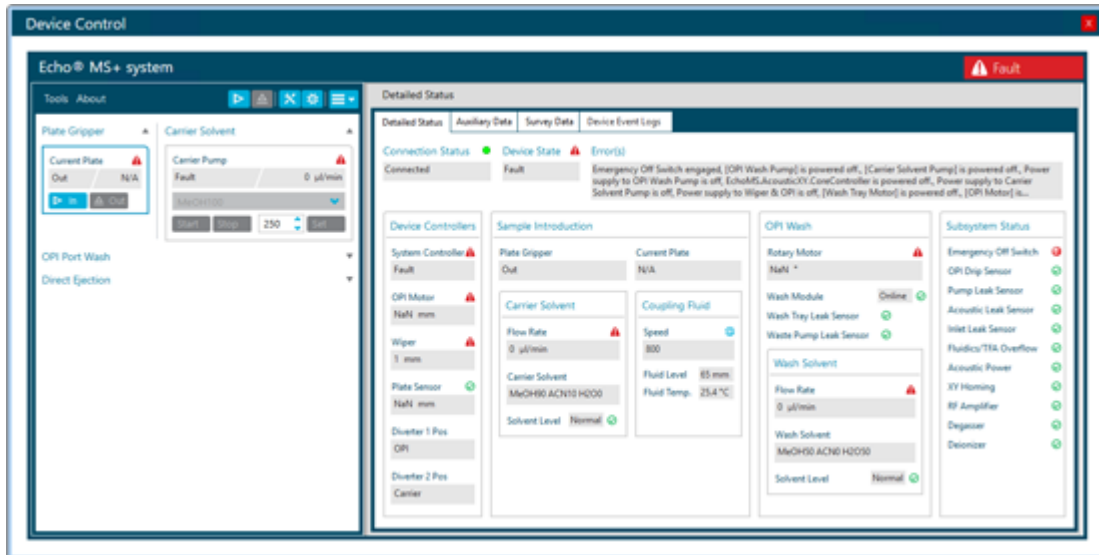 Device Control
X
Echo® MS+ system
Fault
Tools About
Plate Gripper
Carrier Solvent
Current Plate
Out
N/A
In
Out
Carrier Pump
Fault
0 µl/min
MeOH100
Start
Stop
250
Set
OPI Port Wash
Direct Ejection
Detailed Status
Detailed Status
Auxiliary Data
Survey Data
Device Event Logs
Connection Status
Connected
Device State
Fault
Error(s)
Emergency Off Switch engaged, [OPI Wash Pump] is powered off., [Carrier Solvent Pump] is powered off., Power
supply to OPI Wash Pump is off, EchoMS.AcousticXY.CoreController is powered off., Power supply to Carrier
Solvent Pump is off, Power supply to Wiper & OPI is off, [Wash Tray Motor] is powered off., [OPI Motor] is...
Device Controllers
System Controller
Fault
OPI Motor
NaN mm
Wiper
1 mm
Plate Sensor
NaN mm
Diverter 1 Pos
OPI
Diverter 2 Pos
Carrier
Sample Introduction
Plate Gripper
Out
Current Plate
N/A
Carrier Solvent
Flow Rate
0 µl/min
Carrier Solvent
MeOH90 ACN10 H2O0
Solvent Level Normal
Coupling Fluid
Speed
800
Fluid Level 65 mm
Fluid Temp. 25.4 °C
OPI Wash
Rotary Motor
NaN °
Wash Module Online
Wash Tray Leak Sensor
Waste Pump Leak Sensor
Wash Solvent
Flow Rate
0 µl/min
Wash Solvent
MeOH50 ACN0 H2O50
Solvent Level Normal
Subsystem Status
Emergency Off Switch
OPI Drip Sensor
Pump Leak Sensor
Acoustic Leak Sensor
Inlet Leak Sensor
Fluidics/TFA Overflow
Acoustic Power
XY Homing
RF Amplifier
Degasser
Deionizer